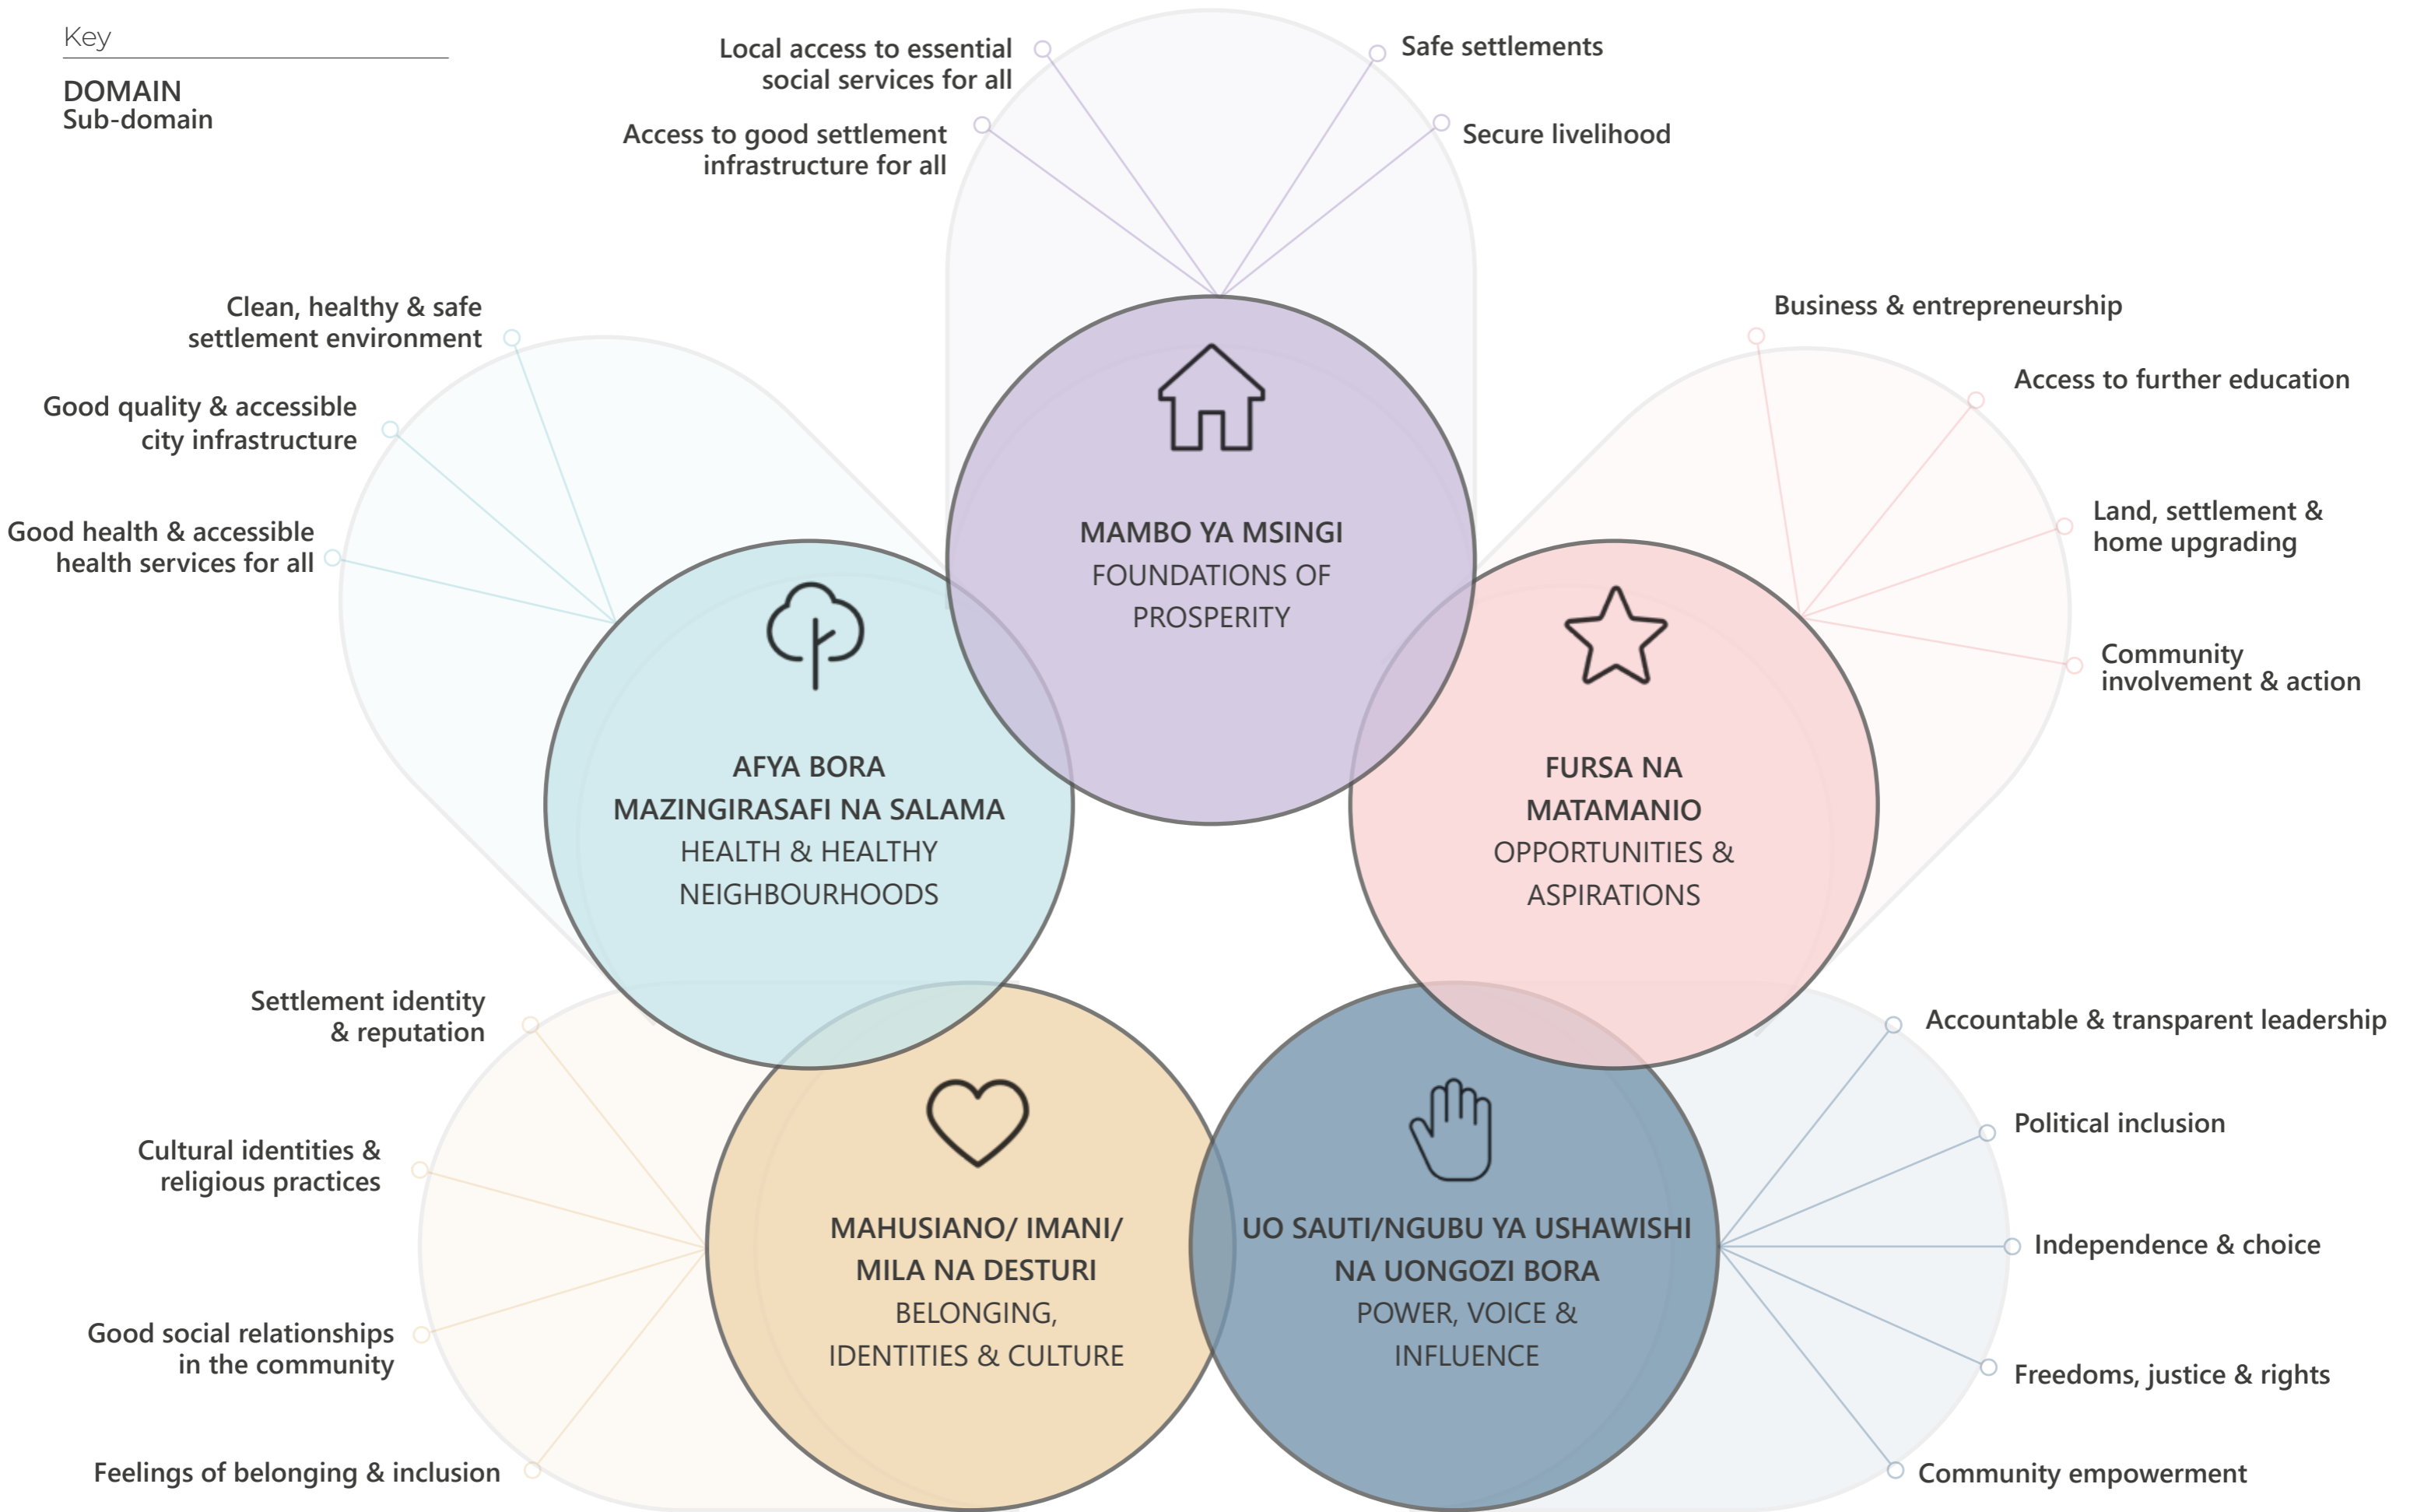 Key
DOMAIN
Sub-domain
Local access to essential
social services for all
Access to good settlement
infrastructure for all
Safe settlements
Secure livelihood
Clean, healthy & safe
settlement environment
Good quality & accessible
city infrastructure
Good health & accessible
health services for all
Business & entrepreneurship
Access to further education
Land, settlement &
home upgrading
Community
involvement & action
MAMBO YA MSINGI
FOUNDATIONS OF
PROSPERITY
AFYA BORA
MAZINGIRASAFI NA SALAMA
HEALTH & HEALTHY
NEIGHBOURHOODS
FURSA NA
MATAMANIO
OPPORTUNITIES &
ASPIRATIONS
Settlement identity
& reputation
Cultural identities &
religious practices
Good social relationships
in the community
Feelings of belonging & inclusion
MAHUSIANO/ IMANI/
MILA NA DESTURI
BELONGING,
IDENTITIES & CULTURE
UO SAUTI/NGUBU YA USHAWISHI
NA UONGOZI BORA
POWER, VOICE &
INFLUENCE
Accountable & transparent leadership
Political inclusion
Independence & choice
Freedoms, justice & rights
Community empowerment